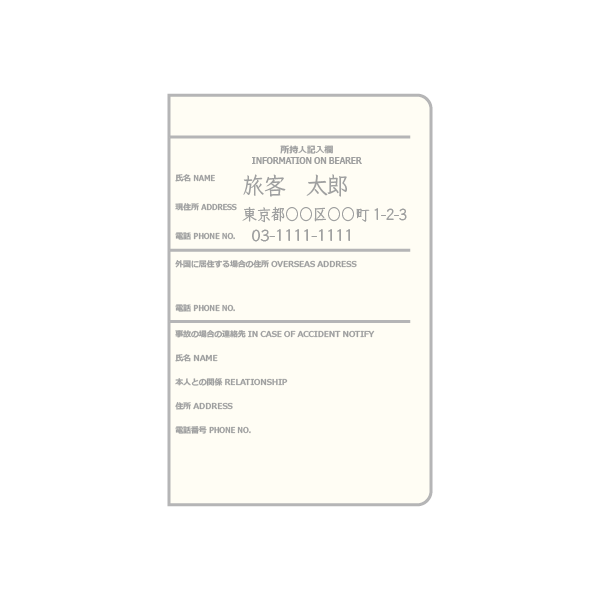 所持人記入欄
INFORMATION ON BEARER
氏名 NAME 旅客 太郎
現住所 ADDRESS 東京都〇〇区〇〇町 1-2-3
電話 PHONE NO. 03-1111-1111
外国に居住する場合の住所 OVERSEAS ADDRESS
電話 PHONE NO.
事故の場合の連絡先 IN CASE OF ACCIDENT NOTIFY
氏名 NAME
本人との関係 RELATIONSHIP
住所 ADDRESS
電話番号 PHONE NO.